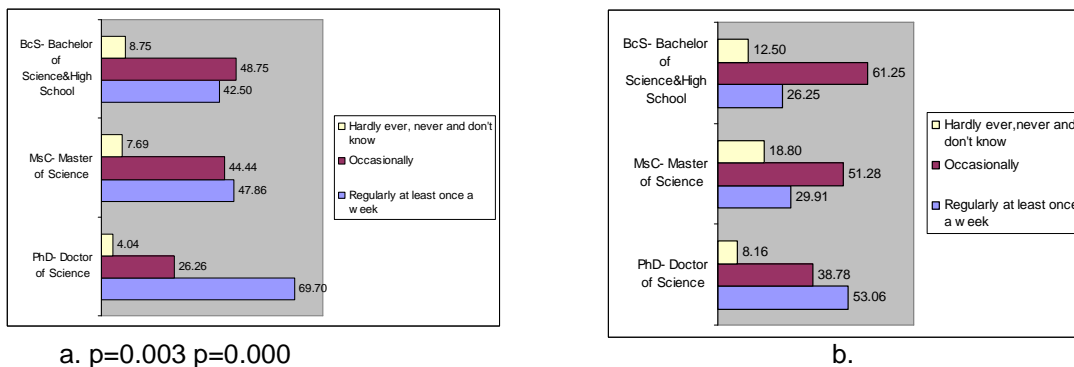 BcS- Bachelor
of
Science&High
School
8.75
48.75
42.50
MsC- Master
of Science
7.69
44.44
47.86
PhD- Doctor
of Science
4.04
26.26
69.70
Hardly ever, never and don't
know
Occasionally
Regularly at least once a
week
a. p=0.003 p=0.000
BcS- Bachelor
of
Science&High
School
12.50
61.25
26.25
MsC- Master
of Science
18.80
51.28
29.91
PhD- Doctor
of Science
8.16
38.78
53.06
Hardly ever,never and
don't know
Occasionally
Regularly at least once
a week
b.